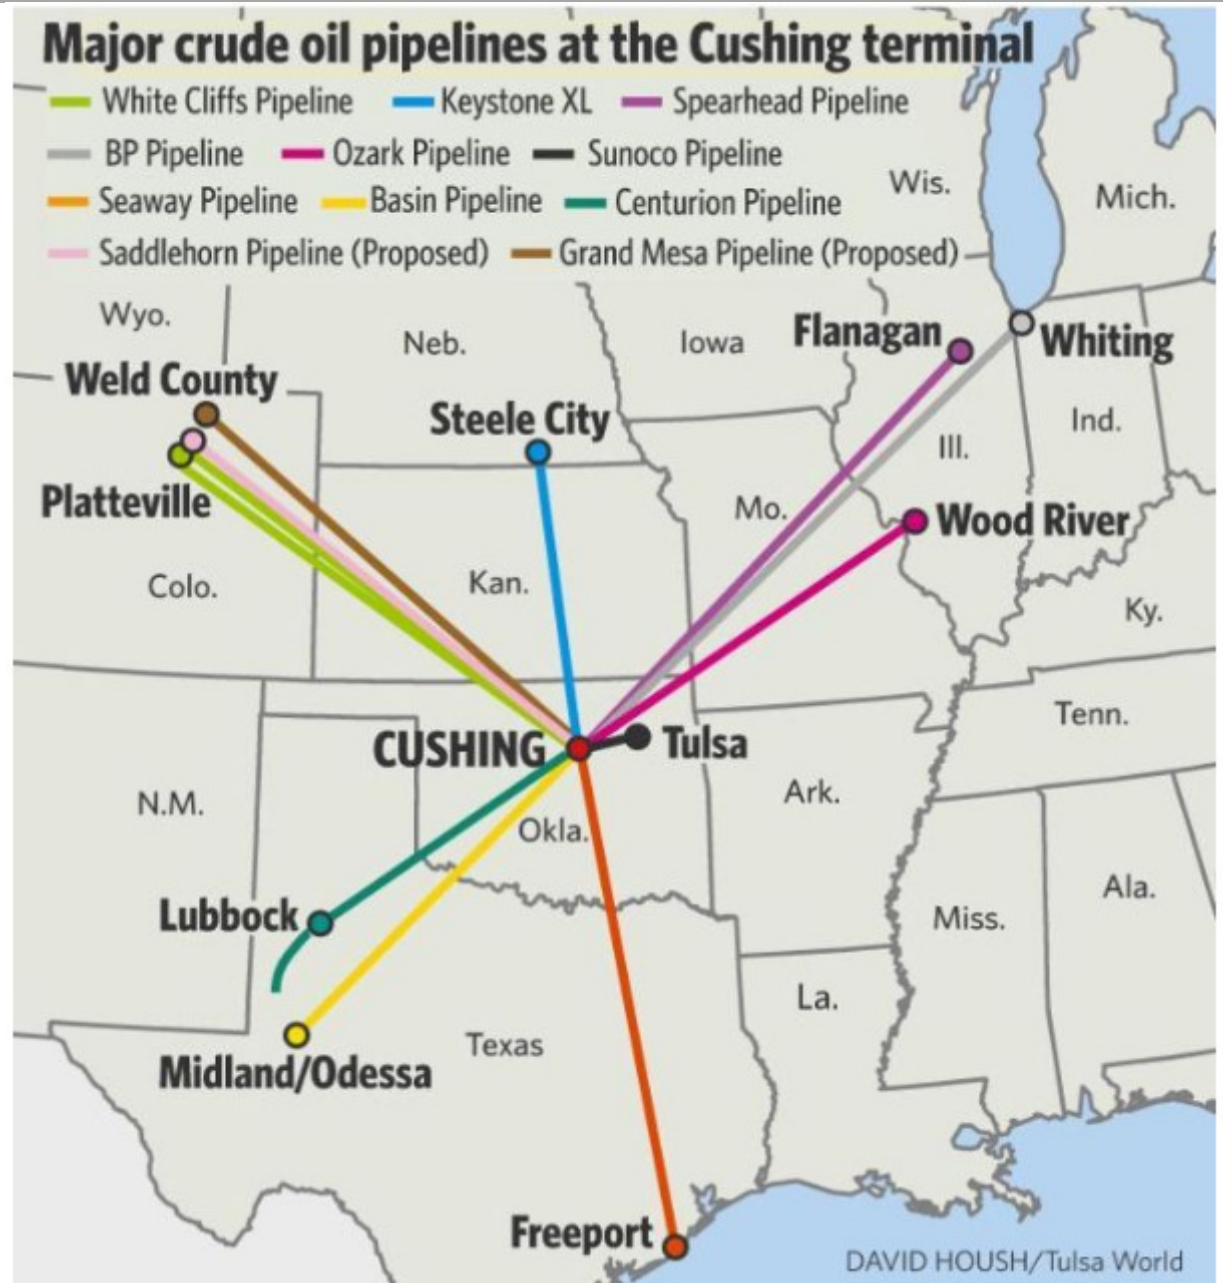 Major crude oil pipelines at the Cushing terminal
White Cliffs Pipeline Keystone XL Spearhead Pipeline
BP Pipeline Ozark Pipeline Sunoco Pipeline
Seaway Pipeline Basin Pipeline Centurion Pipeline
Saddlehorn Pipeline (Proposed) Grand Mesa Pipeline (Proposed)
Wis.
Mich.
Wyo.
Neb.
Iowa
Flanagan
Whiting
Weld County
Steele City
Ill.
Ind.
Platteville
Mo.
Wood River
Colo.
Kan.
Ky.
Tenn.
CUSHING
Tulsa
N.M.
Okla.
Ark.
Ala.
Lubbock
Miss.
La.
Texas
Midland/Odessa
Freeport
DAVID HOUSH/Tulsa World